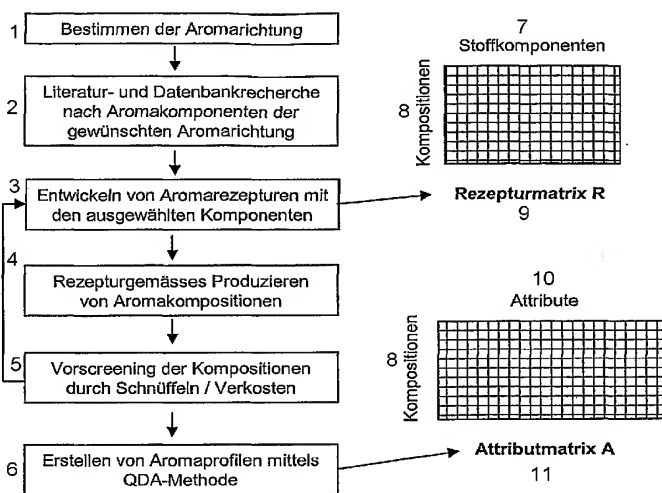 1
Bestimmen der Aromarichtung
2
Literatur- und Datenbankrecherche
nach Aromakomponenten der
gewünschten Aromarichtung
3
Entwickeln von Aromarezepturen mit
den ausgewählten Komponenten
4
Rezepturgemässes Produzieren
von Aromakompositionen
5
Vorscreening der Kompositionen
durch Schnüffeln / Verkosten
6
Erstellen von Aromaprofilen mittels
QDA-Methode
7
Stoffkomponenten
8
Kompositionen
Rezepturmatrix R
9
10
Attribute
8
Kompositionen
Attributmatrix A
11